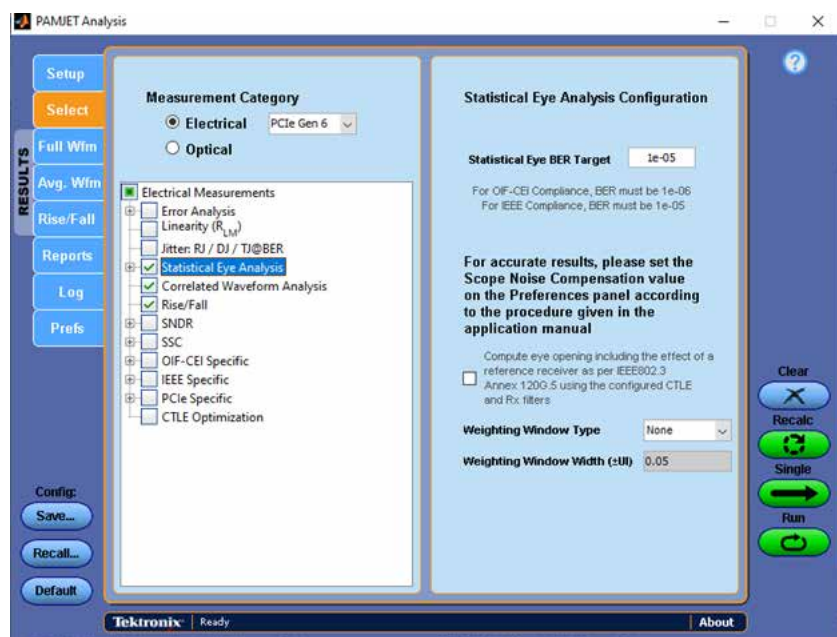 PAMJET Analysis
Setup
Select
RESULTS
Full Wfm
Avg. Wfm
Rise/Fall
Reports
Log
Prefs
Config:
Save...
Recall...
Default
Measurement Category
Electrical
PCIe Gen 6
Optical
Electrical Measurements
Error Analysis
Linearity (RLM)
Jitter: RJ / DJ / TJ@BER
Statistical Eye Analysis
Correlated Waveform Analysis
Rise/Fall
SNDR
SSC
OIF-CEI Specific
IEEE Specific
PCIe Specific
CTLE Optimization
Statistical Eye Analysis Configuration
Statistical Eye BER Target 1e-05
For OIF-CEI Compliance, BER must be 1e-06
For IEEE Compliance, BER must be 1e-05
For accurate results, please set the
Scope Noise Compensation value
on the Preferences panel according
to the procedure given in the
application manual
Compute eye opening including the effect of a
reference receiver as per IEEE802.3
Annex 120G.5 using the configured CTLE
and Rx filters
Weighting Window Type None
Weighting Window Width (±UI) 0.05
?
Clear
Recalc
Single
Run
Tektronix Ready About